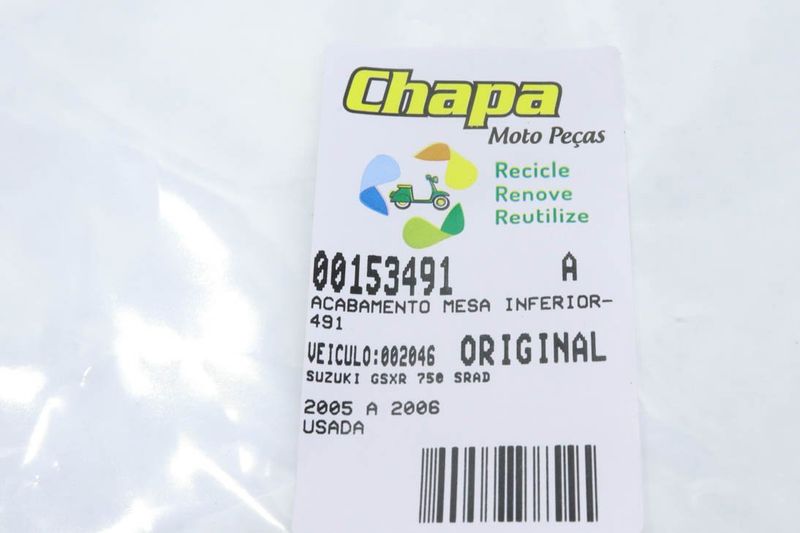 Chapa
Moto Peças
Recicle
Renove
Reutilize
00153491 A
ACABAMENTO MESA INFERIOR-
491
VEICULO:002046 ORIGINAL
SUZUKI GSXR 750 SRAD
2005 A 2006
USADA